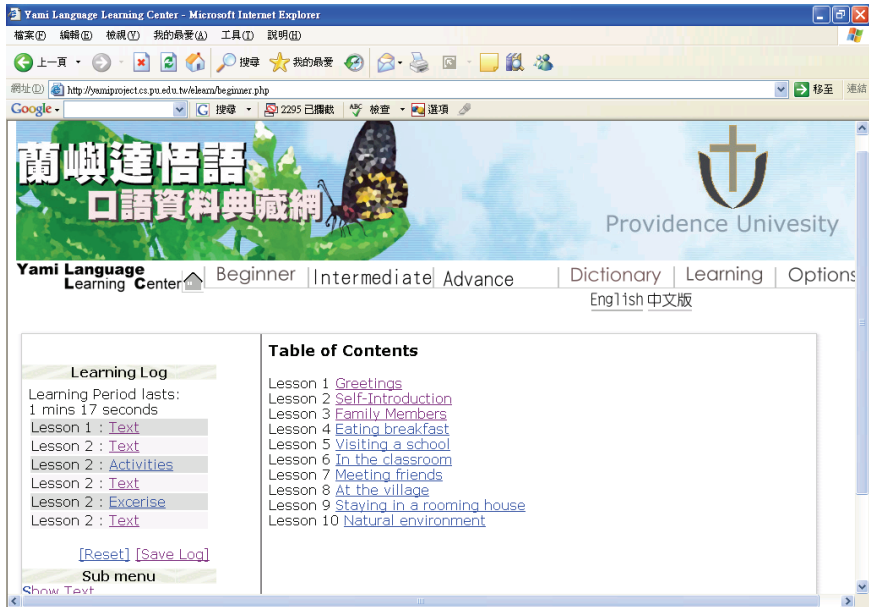 Yami Language Learning Center - Microsoft Internet Explorer
檔案(F) 編輯(E) 檢視(V) 我的最愛(A) 工具(T) 說明(H)
上一頁 搜尋 我的最愛
網址(D) http://yamiproject.cs.pu.edu.tw/elearn/beginner.php 移至 連結
Google 搜尋 2295 已攔截 ABC 檢查 選項
蘭嶼達悟語
口語資料典藏網
Providence Univesity
Yami Language
Learning Center
Beginner Intermediate Advance Dictionary Learning Options
English 中文版
Learning Log
Learning Period lasts:
1 mins 17 seconds
Lesson 1 : Text
Lesson 2 : Text
Lesson 2 : Activities
Lesson 2 : Text
Lesson 2 : Excerise
Lesson 2 : Text
[Reset] [Save Log]
Sub menu
Show Text
Table of Contents
Lesson 1 Greetings
Lesson 2 Self-Introduction
Lesson 3 Family Members
Lesson 4 Eating breakfast
Lesson 5 Visiting a school
Lesson 6 In the classroom
Lesson 7 Meeting friends
Lesson 8 At the village
Lesson 9 Staying in a rooming house
Lesson 10 Natural environment